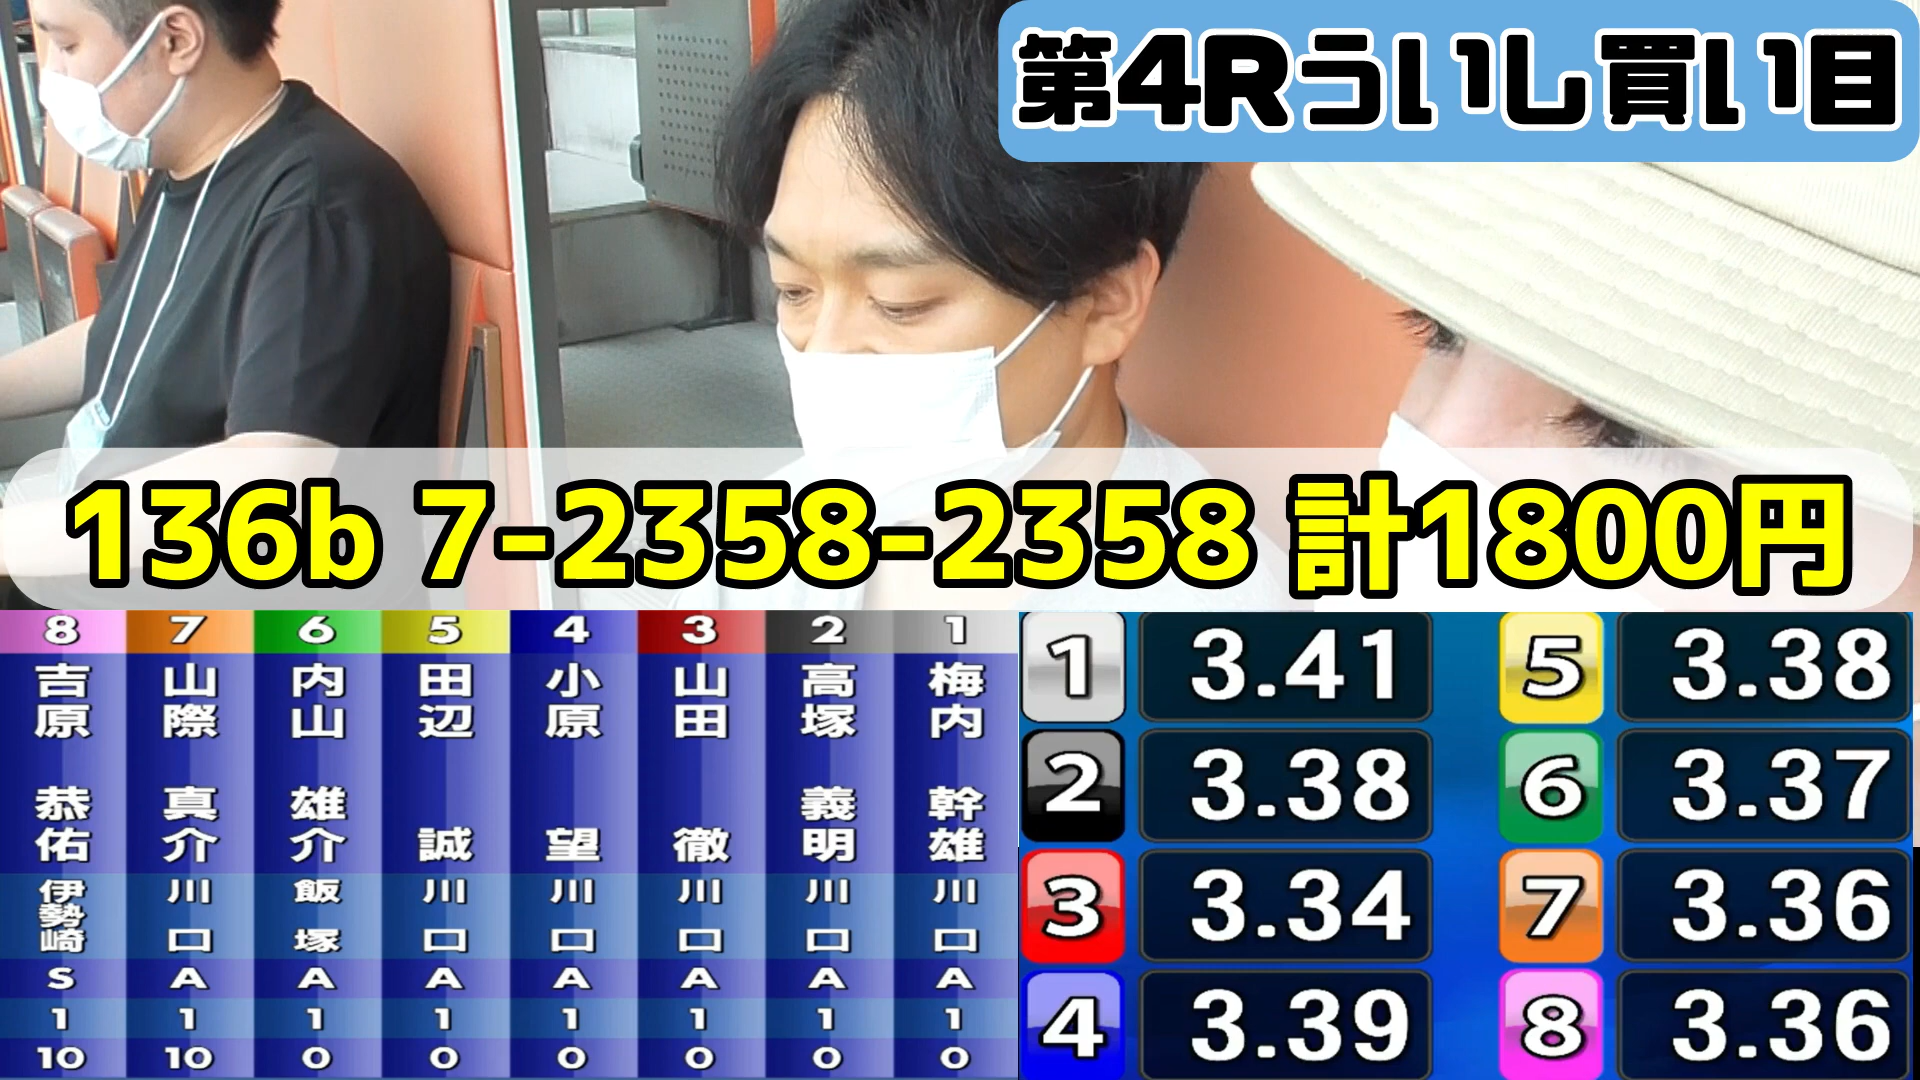 第4Rういし買い目
136b 7-2358-2358 計1800円
8 7 6 5 4 3 2 1
吉原 恭佑 山際 真介 内山 雄介 田辺 誠 小原 望 山田 徹 高塚 義明 梅内 幹雄
伊勢崎 川口 飯塚 川口 川口 川口 川口 川口
S A A A A A A A
1 1 1 1 1 1 1 1
10 10 0 0 0 0 0 0
1 3.41 5 3.38
2 3.38 6 3.37
3 3.34 7 3.36
4 3.39 8 3.36